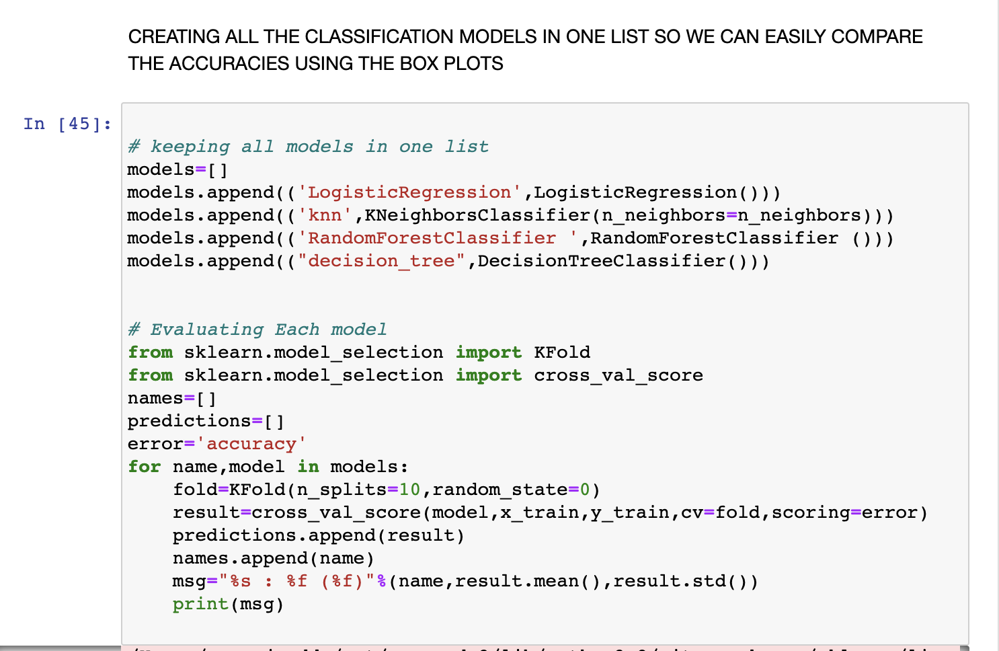 CREATING ALL THE CLASSIFICATION MODELS IN ONE LIST SO WE CAN EASILY COMPARE
THE ACCURACIES USING THE BOX PLOTS
In [45]:
# keeping all models in one list
models=[]
models.append(('LogisticRegression',LogisticRegression()))
models.append(('knn',KNeighborsClassifier(n_neighbors=n_neighbors)))
models.append(('RandomForestClassifier ',RandomForestClassifier ()))
models.append(("decision_tree",DecisionTreeClassifier()))
# Evaluating Each model
from sklearn.model_selection import KFold
from sklearn.model_selection import cross_val_score
names=[]
predictions=[]
error='accuracy'
for name,model in models:
    fold=KFold(n_splits=10,random_state=0)
    result=cross_val_score(model,x_train,y_train,cv=fold,scoring=error)
    predictions.append(result)
    names.append(name)
    msg="%s : %f (%f)"%(name,result.mean(),result.std())
    print(msg)